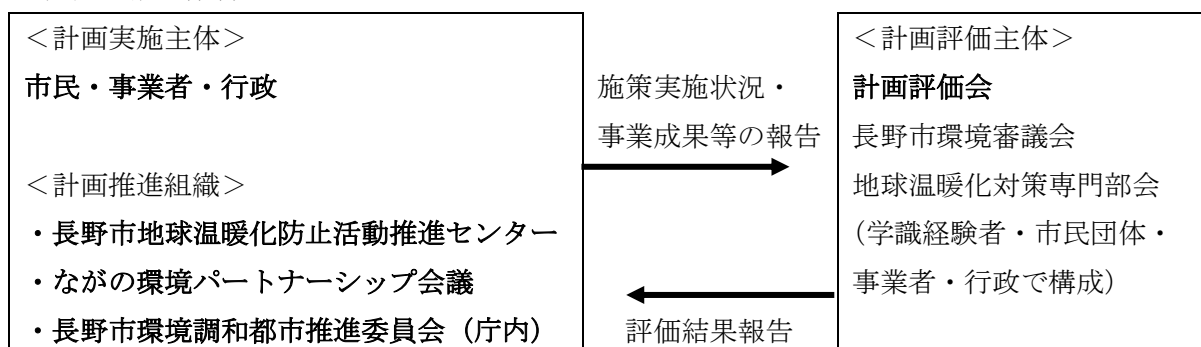 ＜計画実施主体＞
市民・事業者・行政
＜計画推進組織＞
・長野市地球温暖化防止活動推進センター
・ながの環境パートナーシップ会議
・長野市環境調和都市推進委員会（庁内）
施策実施状況・
事業成果等の報告
評価結果報告
＜計画評価主体＞
計画評価会
長野市環境審議会
地球温暖化対策専門部会
（学識経験者・市民団体・
事業者・行政で構成）